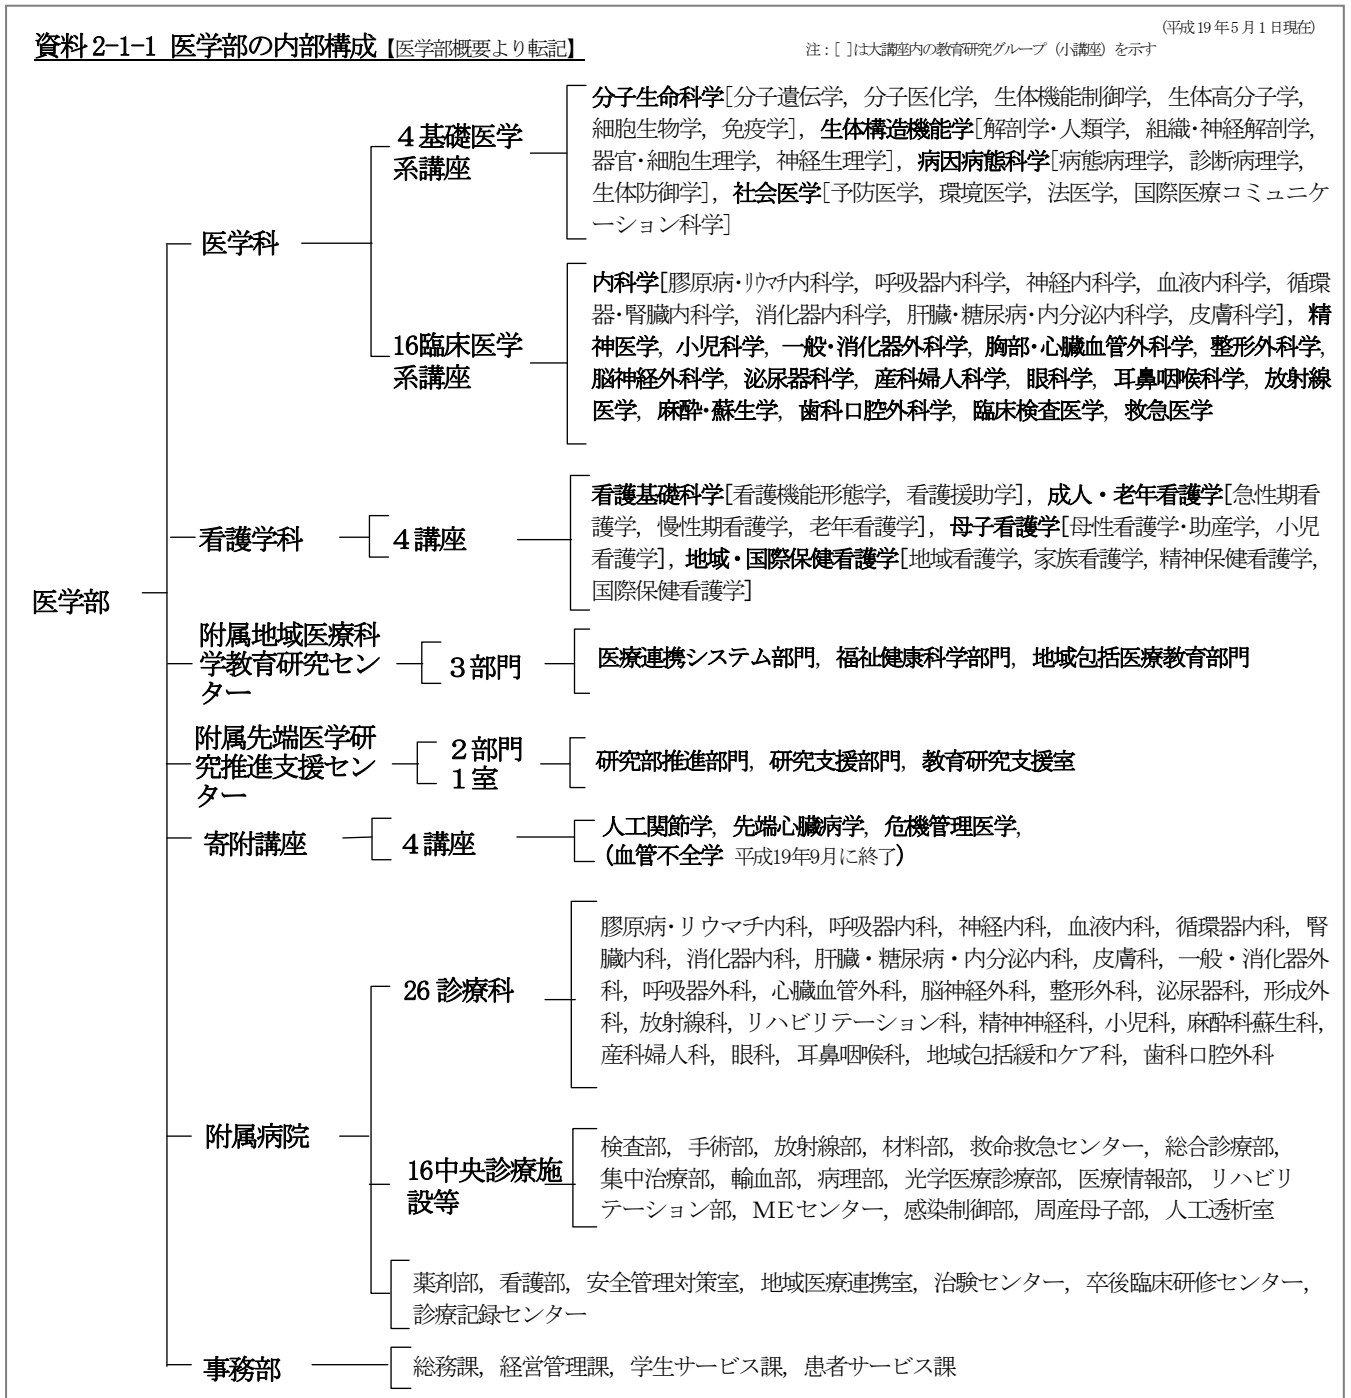 (平成19年5月1日現在)
資料2-1-1 医学部の内部構成【医学部概要より転記】
注：[ ]は大講座内の教育研究グループ（小講座）を示す
医学部
医学科
4基礎医学
系講座
分子生命科学[分子遺伝学, 分子医化学, 生体機能制御学, 生体高分子学,
細胞生物学, 免疫学], 生体構造機能学[解剖学・人類学, 組織・神経解剖学,
器官・細胞生理学, 神経生理学], 病因病態科学[病態病理学, 診断病理学,
生体防御学], 社会医学[予防医学, 環境医学, 法医学, 国際医療コミュニケ
ーション科学]
16臨床医学
系講座
内科学[膠原病・リウマチ内科学, 呼吸器内科学, 神経内科学, 血液内科学, 循環
器・腎臓内科学, 消化器内科学, 肝臓・糖尿病・内分泌内科学, 皮膚科学], 精
神医学, 小児科学, 一般・消化器外科学, 胸部・心臓血管外科学, 整形外科学,
脳神経外科学, 泌尿器科学, 産科婦人科学, 眼科学, 耳鼻咽喉科学, 放射線
医学, 麻酔・蘇生学, 歯科口腔外科学, 臨床検査医学, 救急医学
看護学科
4講座
看護基礎科学[看護機能形態学, 看護援助学], 成人・老年看護学[急性期看
護学, 慢性期看護学, 老年看護学], 母子看護学[母性看護学・助産学, 小児
看護学], 地域・国際保健看護学[地域看護学, 家族看護学, 精神保健看護学,
国際保健看護学]
附属地域医療科
学教育研究セン
ター
3部門
医療連携システム部門, 福祉健康科学部門, 地域包括医療教育部門
附属先端医学研
究推進支援セン
ター
2部門
1室
研究部推進部門, 研究支援部門, 教育研究支援室
寄附講座
4講座
人工関節学, 先端心臓病学, 危機管理医学,
(血管不全学 平成19年9月に終了)
附属病院
26診療科
膠原病・リウマチ内科, 呼吸器内科, 神経内科, 血液内科, 循環器内科, 腎
臓内科, 消化器内科, 肝臓・糖尿病・内分泌内科, 皮膚科, 一般・消化器外
科, 呼吸器外科, 心臓血管外科, 脳神経外科, 整形外科, 泌尿器科, 形成外
科, 放射線科, リハビリテーション科, 精神神経科, 小児科, 麻酔科蘇生科,
産科婦人科, 眼科, 耳鼻咽喉科, 地域包括緩和ケア科, 歯科口腔外科
16中央診療施
設等
検査部, 手術部, 放射線部, 材料部, 救命救急センター, 総合診療部,
集中治療部, 輸血部, 病理部, 光学医療診療部, 医療情報部, リハビリ
テーション部, MEセンター, 感染制御部, 周産母子部, 人工透析室
薬剤部, 看護部, 安全管理対策室, 地域医療連携室, 治験センター, 卒後臨床研修センター,
診療記録センター
事務部
総務課, 経営管理課, 学生サービス課, 患者サービス課